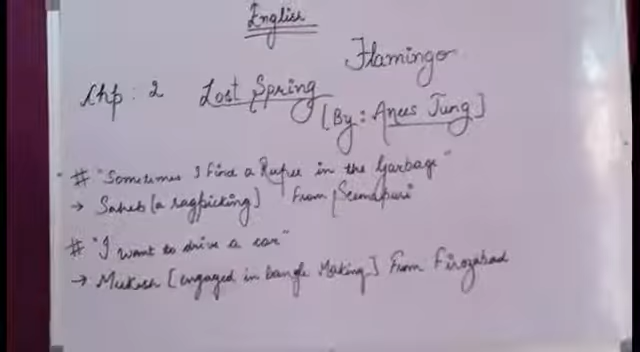 English
Flamingo
Chp : 2 Lost Spring
[By : Anees Jung]
# "Sometimes I find a Rupee in the Garbage"
→ Saheb [a ragpicking] From Seemapuri
# "I want to drive a car"
→ Mukesh [engaged in bangle Making] From Firozabad